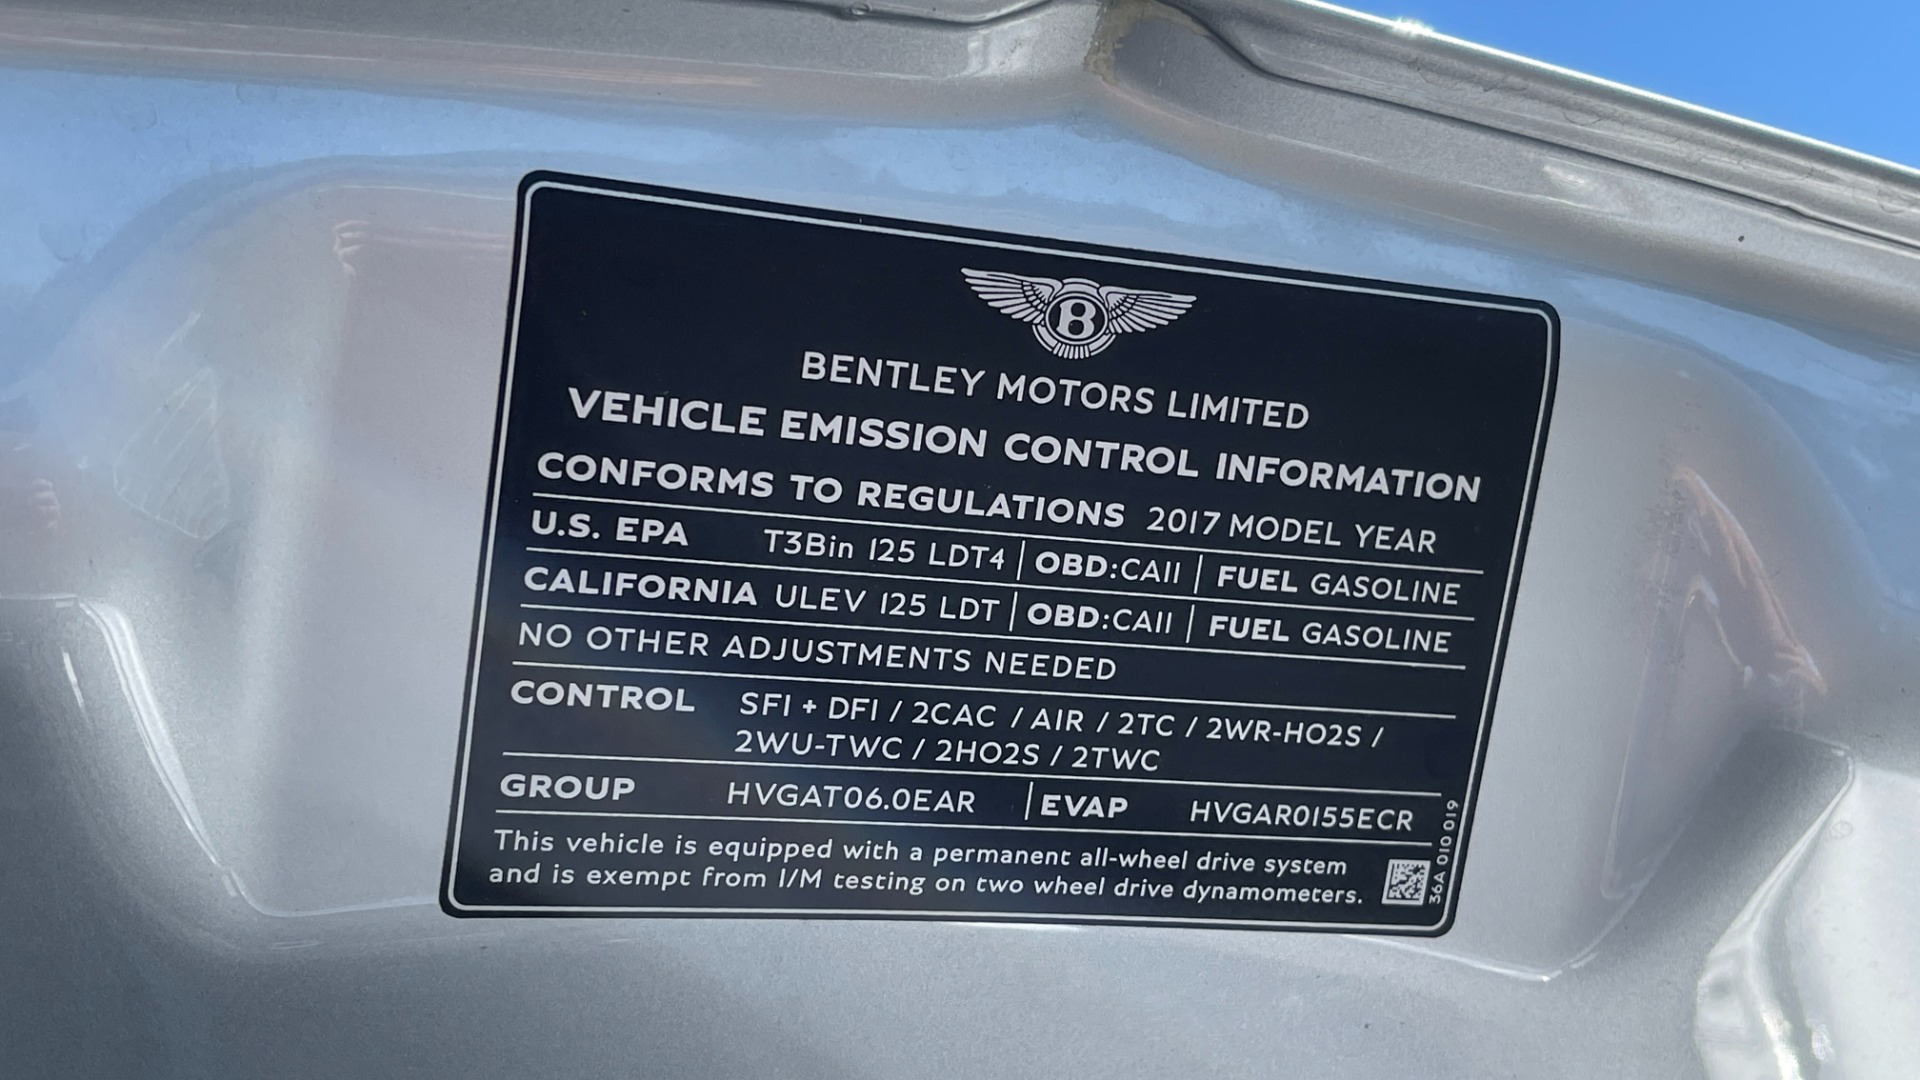 B
BENTLEY MOTORS LIMITED
VEHICLE EMISSION CONTROL INFORMATION
CONFORMS TO REGULATIONS 2017 MODEL YEAR
U.S. EPA T3Bin 125 LDT4 | OBD:CAII | FUEL GASOLINE
CALIFORNIA ULEV 125 LDT | OBD:CAII | FUEL GASOLINE
NO OTHER ADJUSTMENTS NEEDED
CONTROL SFI + DFI / 2CAC / AIR / 2TC / 2WR-HO2S /
2WU-TWC / 2HO2S / 2TWC
GROUP HVGAT06.0EAR | EVAP HVGAR0155ECR
This vehicle is equipped with a permanent all-wheel drive system
and is exempt from I/M testing on two wheel drive dynamometers.
36A 010 019